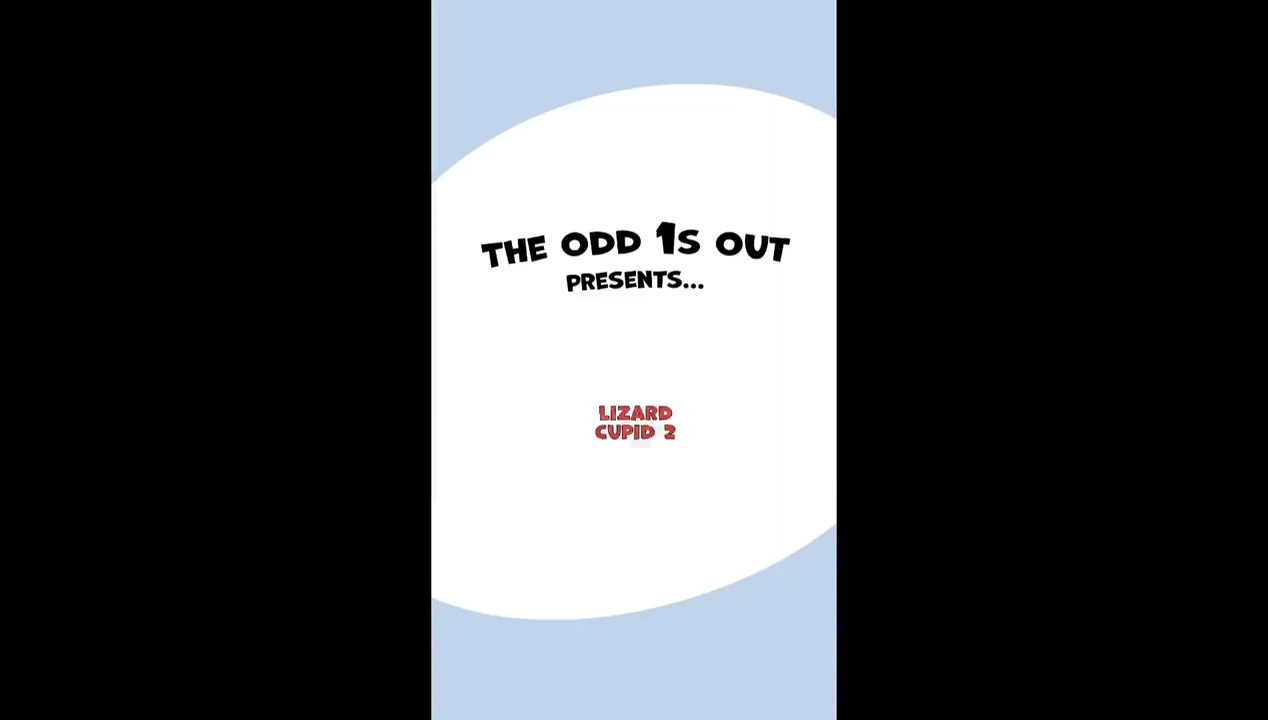 THE ODD 1S OUT
PRESENTS...
LIZARD
CUPID 2